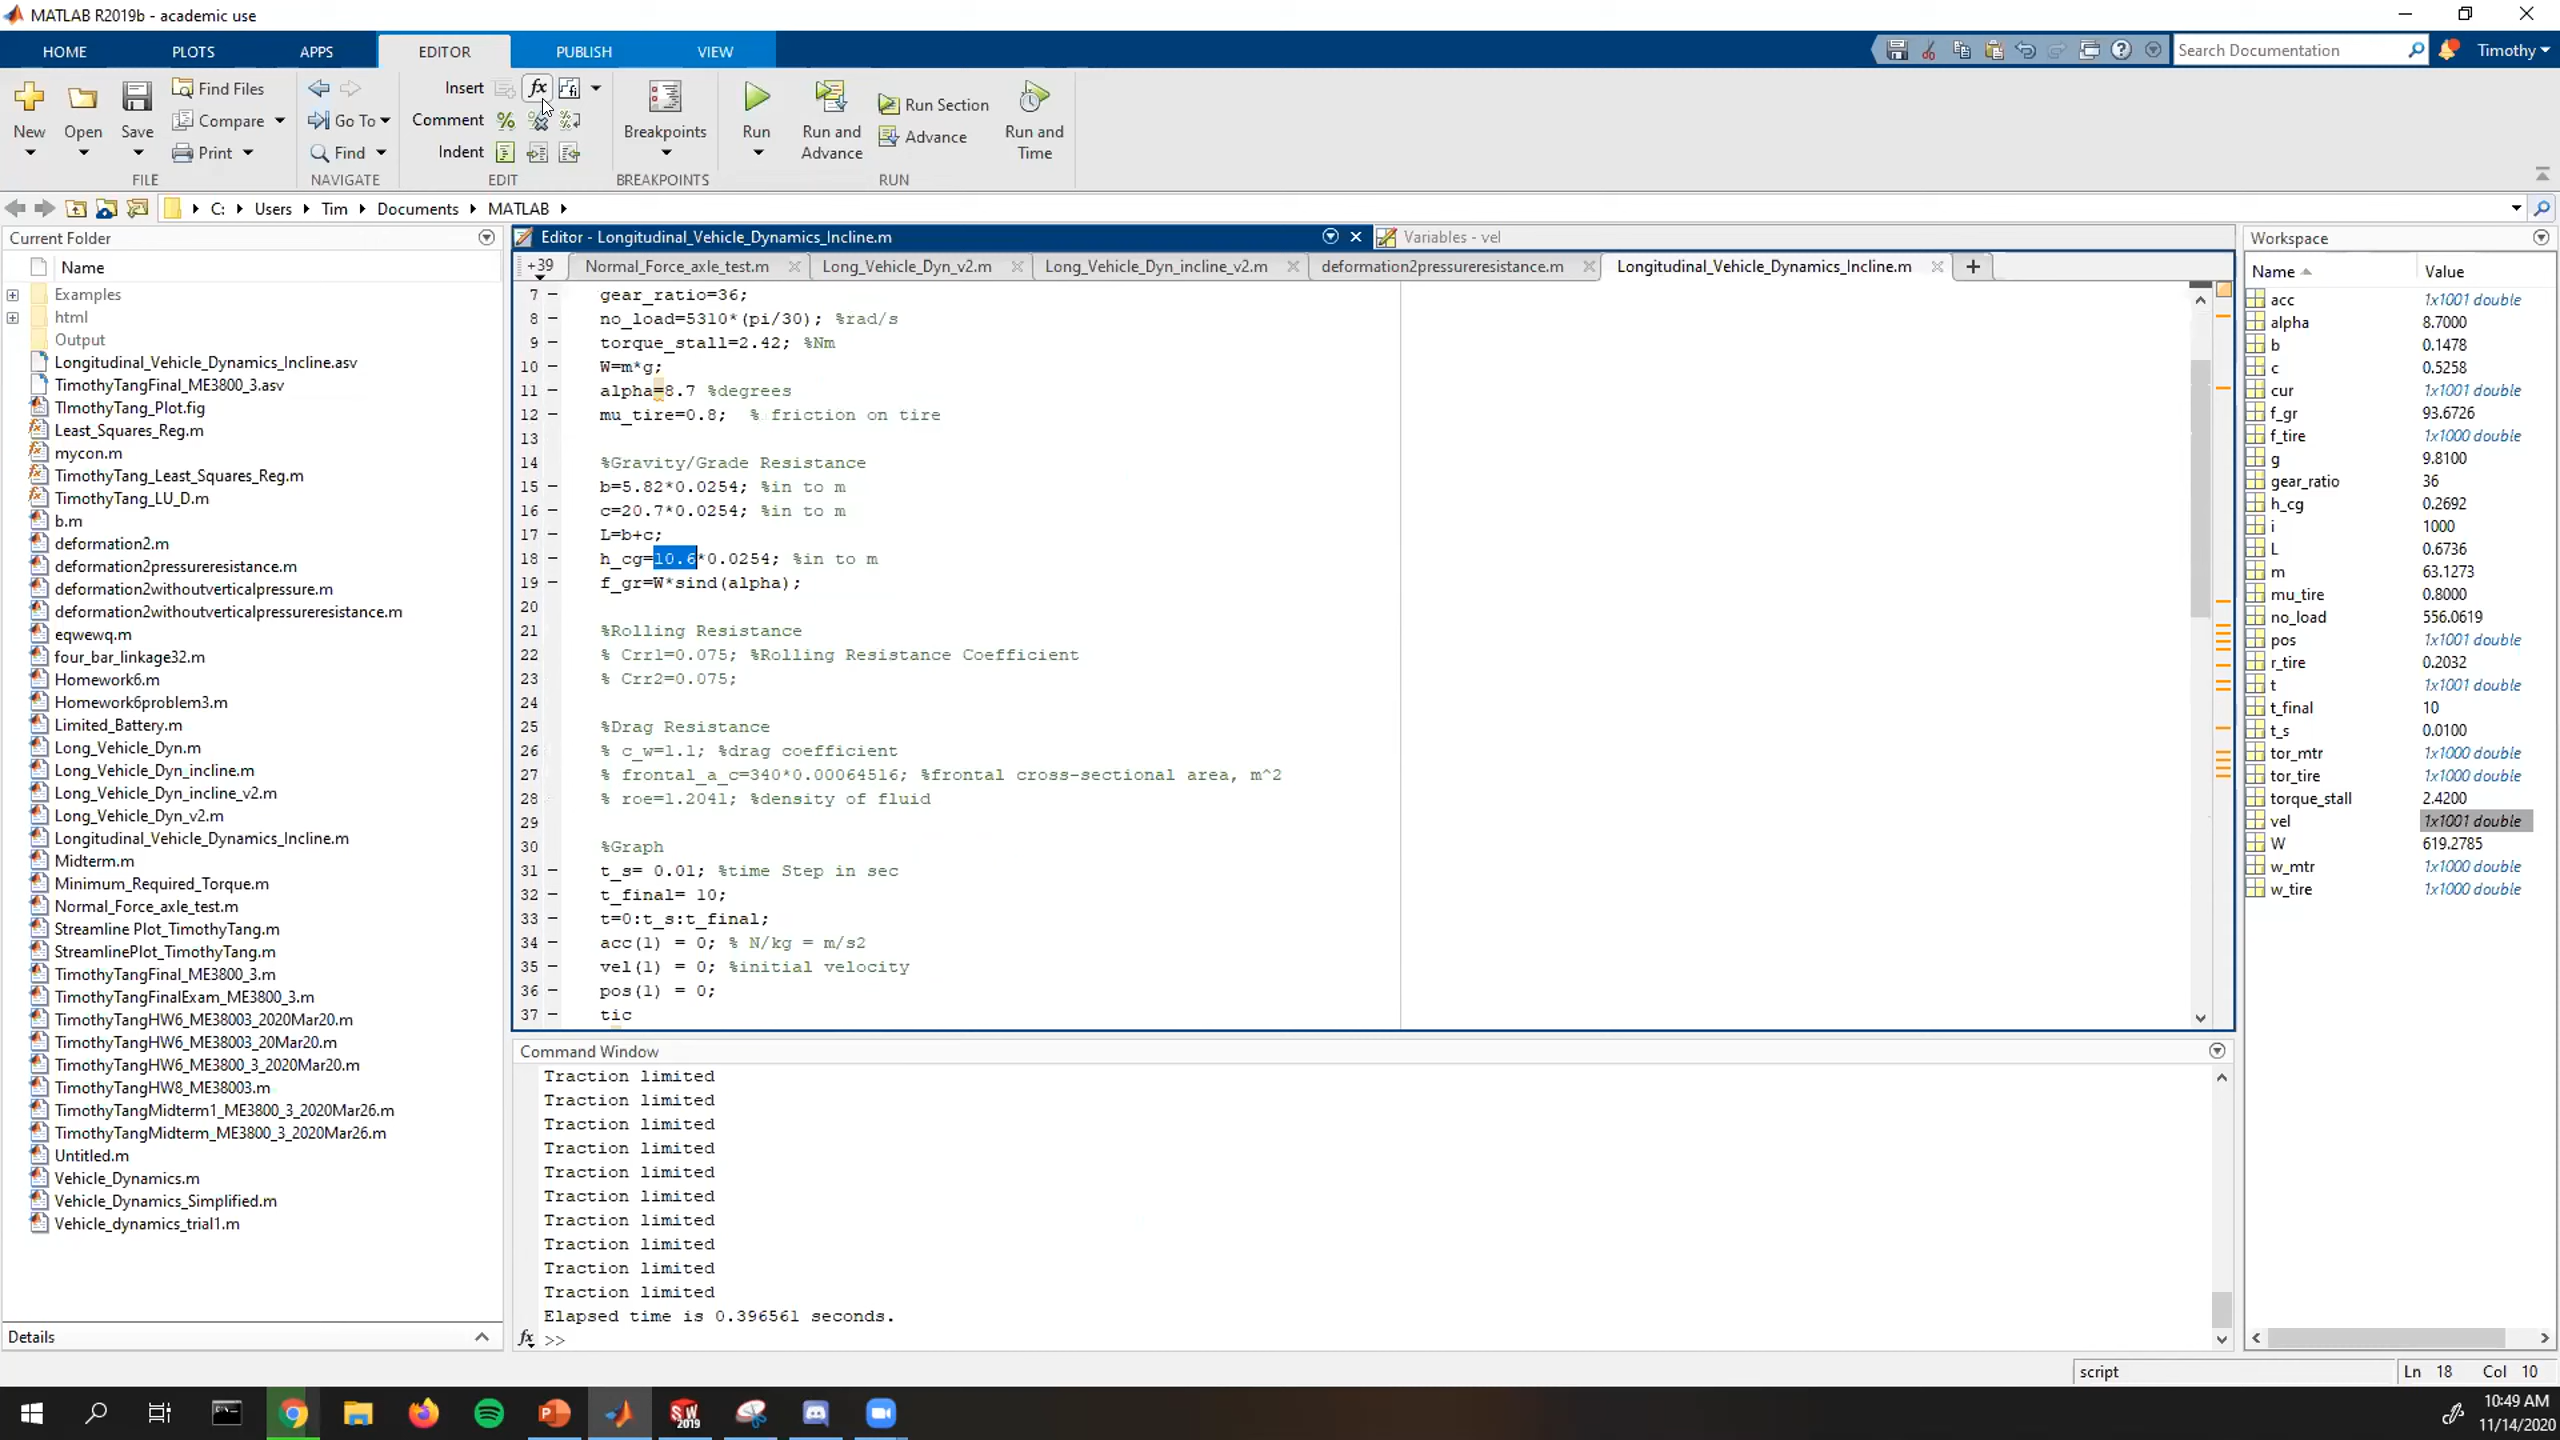 MATLAB R2019b - academic use
HOME PLOTS APPS EDITOR PUBLISH VIEW
Search Documentation
Timothy
New
Open
Save
Find Files
Compare
Print
FILE
Go To
Find
NAVIGATE
Insert
Comment
Indent
EDIT
Breakpoints
BREAKPOINTS
Run
Run and Advance
Run Section
Advance
Run and Time
RUN
C: Users Tim Documents MATLAB
Current Folder
Name
Examples
html
Output
Longitudinal_Vehicle_Dynamics_Incline.asv
TimothyTangFinal_ME3800_3.asv
TImothyTang_Plot.fig
Least_Squares_Reg.m
mycon.m
TimothyTang_Least_Squares_Reg.m
TimothyTang_LU_D.m
b.m
deformation2.m
deformation2pressureresistance.m
deformation2withoutverticalpressure.m
deformation2withoutverticalpressureresistance.m
eqwewq.m
four_bar_linkage32.m
Homework6.m
Homework6problem3.m
Limited_Battery.m
Long_Vehicle_Dyn.m
Long_Vehicle_Dyn_incline.m
Long_Vehicle_Dyn_incline_v2.m
Long_Vehicle_Dyn_v2.m
Longitudinal_Vehicle_Dynamics_Incline.m
Midterm.m
Minimum_Required_Torque.m
Normal_Force_axle_test.m
Streamline Plot_TimothyTang.m
StreamlinePlot_TimothyTang.m
TimothyTangFinal_ME3800_3.m
TimothyTangFinalExam_ME3800_3.m
TimothyTangHW6_ME38003_2020Mar20.m
TimothyTangHW6_ME38003_20Mar20.m
TimothyTangHW6_ME3800_3_2020Mar20.m
TimothyTangHW8_ME38003.m
TimothyTangMidterm1_ME3800_3_2020Mar26.m
TimothyTangMidterm_ME3800_3_2020Mar26.m
Untitled.m
Vehicle_Dynamics.m
Vehicle_Dynamics_Simplified.m
Vehicle_dynamics_trial1.m
Details
Editor - Longitudinal_Vehicle_Dynamics_Incline.m
Variables - vel
+39 Normal_Force_axle_test.m Long_Vehicle_Dyn_v2.m Long_Vehicle_Dyn_incline_v2.m deformation2pressureresistance.m Longitudinal_Vehicle_Dynamics_Incline.m
7 - gear_ratio=36;
8 - no_load=5310*(pi/30); %rad/s
9 - torque_stall=2.42; %Nm
10 - W=m*g;
11 - alpha=8.7 %degrees
12 - mu_tire=0.8; % friction on tire
13
14 %Gravity/Grade Resistance
15 - b=5.82*0.0254; %in to m
16 - c=20.7*0.0254; %in to m
17 - L=b+c;
18 - h_cg=10.6*0.0254; %in to m
19 - f_gr=W*sind(alpha);
20
21 %Rolling Resistance
22 % Crr1=0.075; %Rolling Resistance Coefficient
23 % Crr2=0.075;
24
25 %Drag Resistance
26 % c_w=1.1; %drag coefficient
27 % frontal_a_c=340*0.00064516; %frontal cross-sectional area, m^2
28 % roe=1.2041; %density of fluid
29
30 %Graph
31 - t_s= 0.01; %time Step in sec
32 - t_final= 10;
33 - t=0:t_s:t_final;
34 - acc(1) = 0; % N/kg = m/s2
35 - vel(1) = 0; %initial velocity
36 - pos(1) = 0;
37 - tic
Command Window
Traction limited
Traction limited
Traction limited
Traction limited
Traction limited
Traction limited
Traction limited
Traction limited
Traction limited
Traction limited
Elapsed time is 0.396561 seconds.
fx >>
Workspace
Name Value
acc 1x1001 double
alpha 8.7000
b 0.1478
c 0.5258
cur 1x1001 double
f_gr 93.6726
f_tire 1x1000 double
g 9.8100
gear_ratio 36
h_cg 0.2692
i 1000
L 0.6736
m 63.1273
mu_tire 0.8000
no_load 556.0619
pos 1x1001 double
r_tire 0.2032
t 1x1001 double
t_final 10
t_s 0.0100
tor_mtr 1x1000 double
tor_tire 1x1000 double
torque_stall 2.4200
vel 1x1001 double
W 619.2785
w_mtr 1x1000 double
w_tire 1x1000 double
script
Ln 18 Col 10
10:49 AM
11/14/2020